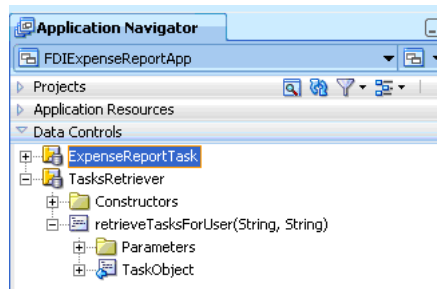 Application Navigator
FDIExpenseReportApp
Projects
Application Resources
Data Controls
ExpenseReportTask
TasksRetriever
Constructors
retrieveTasksForUser(String, String)
Parameters
TaskObject